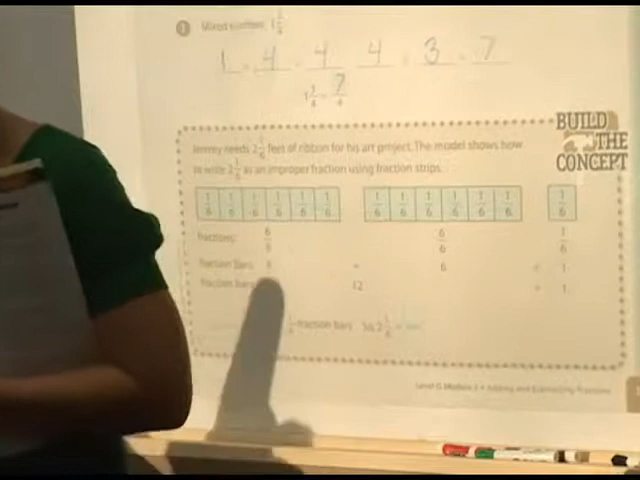 3 Mixed number: 1 3/4
1 = 4 4 4 3 7
1 3/4 = 7/4
BUILD THE CONCEPT
Jeremy needs 2 1/6 feet of ribbon for his art project. The model shows how
to write 2 1/6 as an improper fraction using fraction strips.
1/6 1/6 1/6 1/6 1/6 1/6 1/6 1/6 1/6 1/6 1/6 1/6 1/6
fractions: 6/6 6/6 1/6
fraction bars: 6 + 6 + 1
fraction bars 12 + 1
1/6 fraction bars So, 2 1/6 =
Adding and Subtracting Fractions